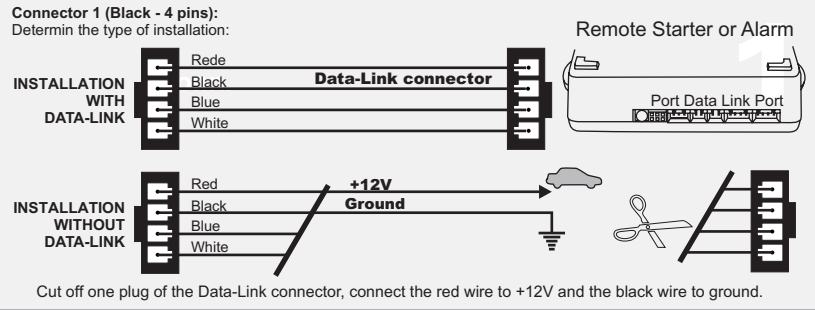 Connector 1 (Black - 4 pins):
Determin the type of installation:
Remote Starter or Alarm
1
Rede
Black
Data-Link connector
Blue
White
INSTALLATION
WITH
DATA-LINK
Port Data Link Port
Red
+12V
Black
Ground
Blue
White
INSTALLATION
WITHOUT
DATA-LINK
Cut off one plug of the Data-Link connector, connect the red wire to +12V and the black wire to ground.